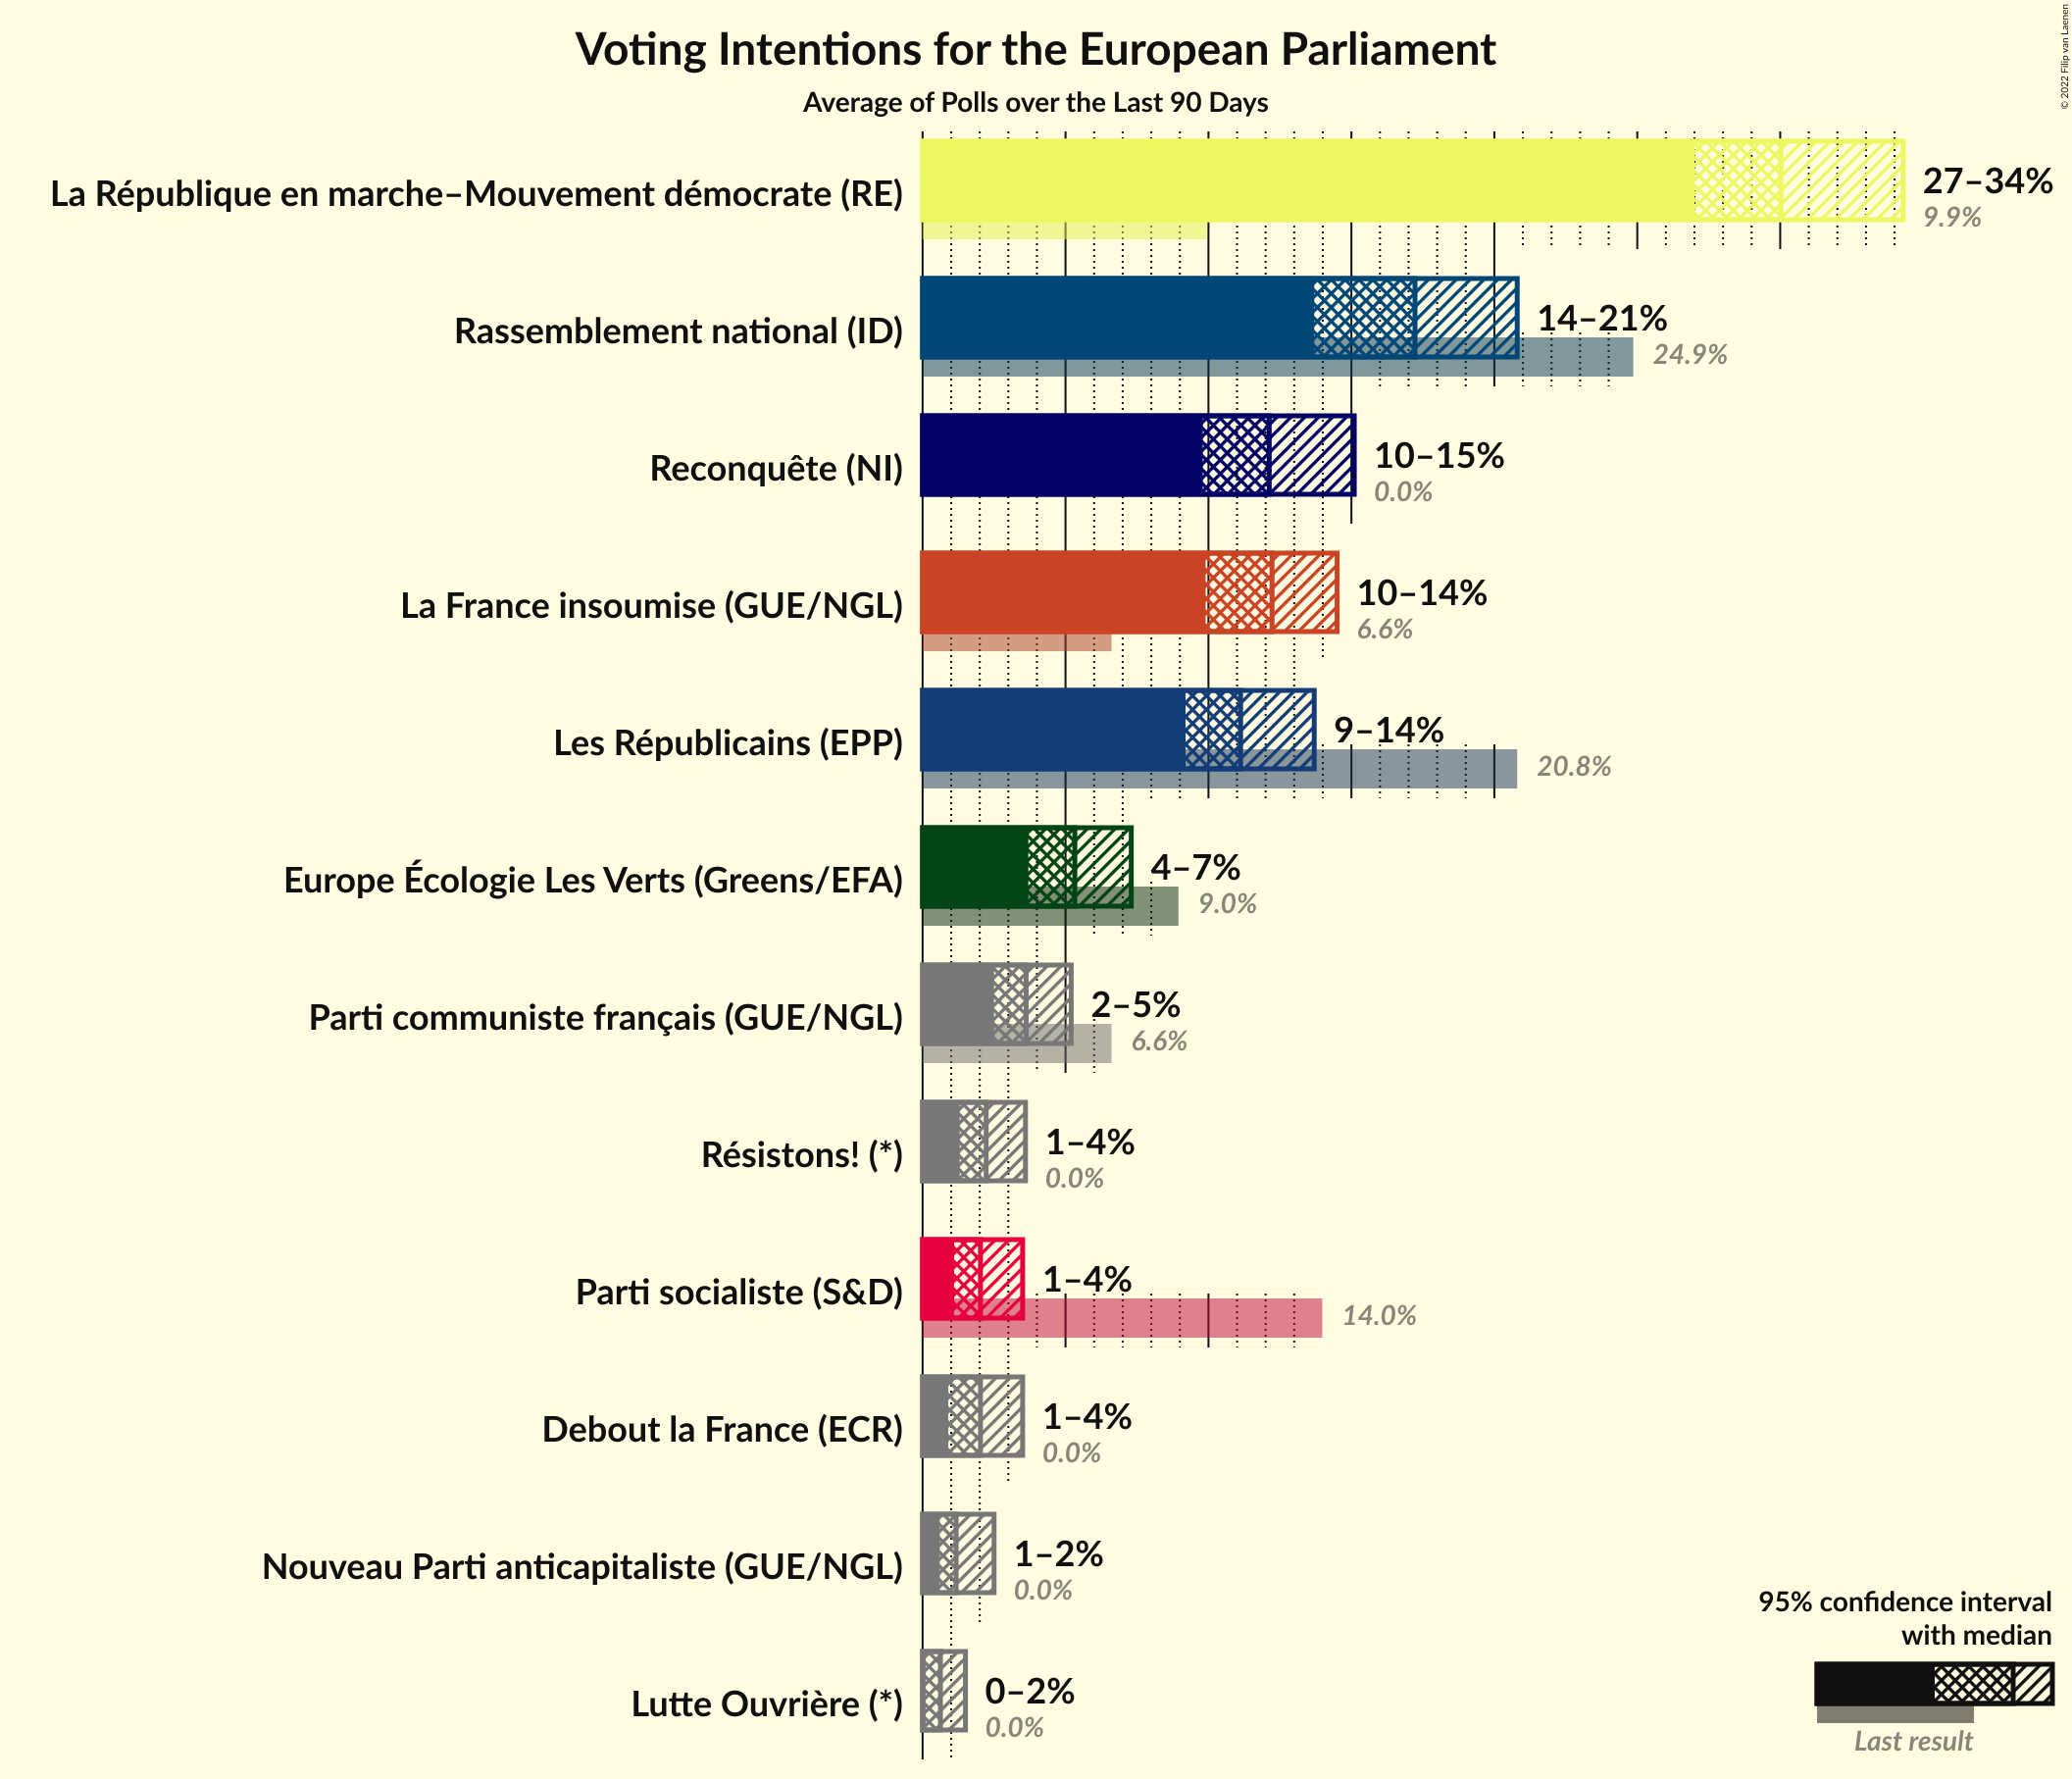 Voting Intentions for the European Parliament
Average of Polls over the Last 90 Days
© 2022 Filip van Laenen
La République en marche–Mouvement démocrate (RE)
27–34%
9.9%
Rassemblement national (ID)
14–21%
24.9%
Reconquête (NI)
10–15%
0.0%
La France insoumise (GUE/NGL)
10–14%
6.6%
Les Républicains (EPP)
9–14%
20.8%
Europe Écologie Les Verts (Greens/EFA)
4–7%
9.0%
Parti communiste français (GUE/NGL)
2–5%
6.6%
Résistons! (*)
1–4%
0.0%
Parti socialiste (S&D)
1–4%
14.0%
Debout la France (ECR)
1–4%
0.0%
Nouveau Parti anticapitaliste (GUE/NGL)
1–2%
0.0%
Lutte Ouvrière (*)
0–2%
0.0%
95% confidence interval
with median
Last result